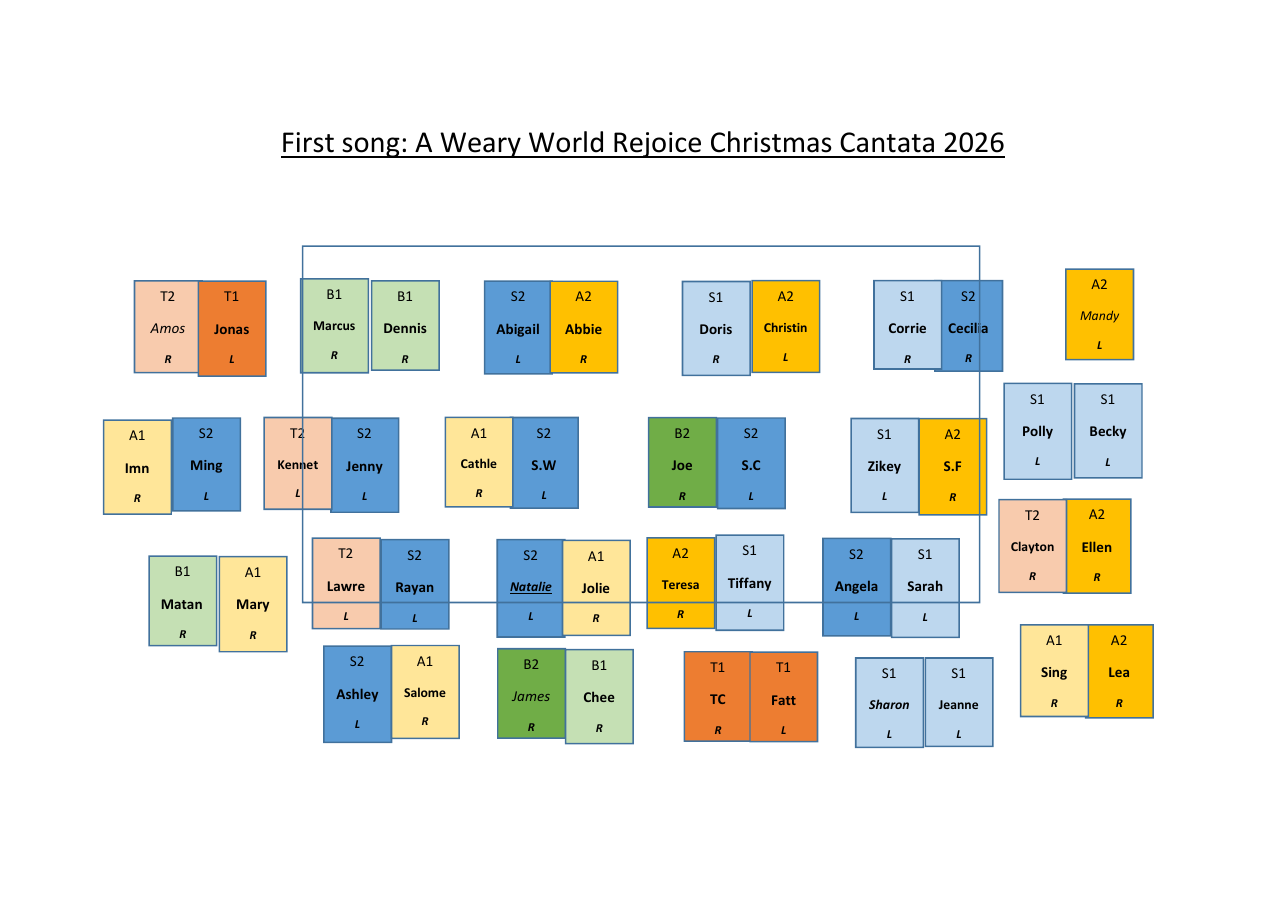 First song: A Weary World Rejoice Christmas Cantata 2026
T2
Amos
R
T1
Jonas
L
B1
Marcus
R
B1
Dennis
R
S2
Abigail
L
A2
Abbie
R
S1
Doris
R
A2
Christin
L
S1
Corrie
R
S2
Cecilia
R
A2
Mandy
L
S1
Polly
L
S1
Becky
L
A1
Imn
R
S2
Ming
L
T2
Kennet
L
S2
Jenny
L
A1
Cathle
R
S2
S.W
L
B2
Joe
R
S2
S.C
L
S1
Zikey
L
A2
S.F
R
T2
Clayton
R
A2
Ellen
R
B1
Matan
R
A1
Mary
R
T2
Lawre
L
S2
Rayan
L
S2
Natalie
L
A1
Jolie
R
A2
Teresa
R
S1
Tiffany
L
S2
Angela
L
S1
Sarah
L
A1
Sing
R
A2
Lea
R
S2
Ashley
L
A1
Salome
R
B2
James
R
B1
Chee
R
T1
TC
R
T1
Fatt
L
S1
Sharon
L
S1
Jeanne
L